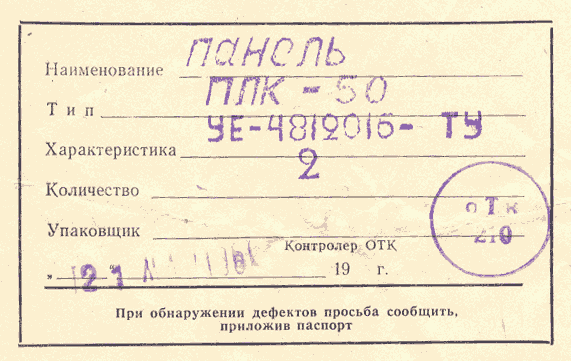 Наименование панель
Тип ПЛК-50
Характеристика УЕ-4812016-ТУ
Количество 2
Упаковщик
Контролер ОТК
отк
210
„ 21 19 г.
При обнаружении дефектов просьба сообщить,
приложив паспорт